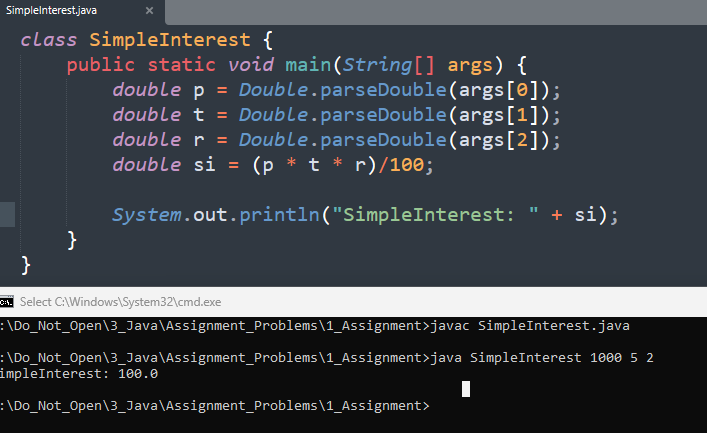 SimpleInterest.java ×
class SimpleInterest {
public static void main(String[] args) {
double p = Double.parseDouble(args[0]);
double t = Double.parseDouble(args[1]);
double r = Double.parseDouble(args[2]);
double si = (p * t * r)/100;
System.out.println("SimpleInterest: " + si);
}
}
Select C:\Windows\System32\cmd.exe
:\Do_Not_Open\3_Java\Assignment_Problems\1_Assignment>javac SimpleInterest.java
:\Do_Not_Open\3_Java\Assignment_Problems\1_Assignment>java SimpleInterest 1000 5 2
impleInterest: 100.0
:\Do_Not_Open\3_Java\Assignment_Problems\1_Assignment>